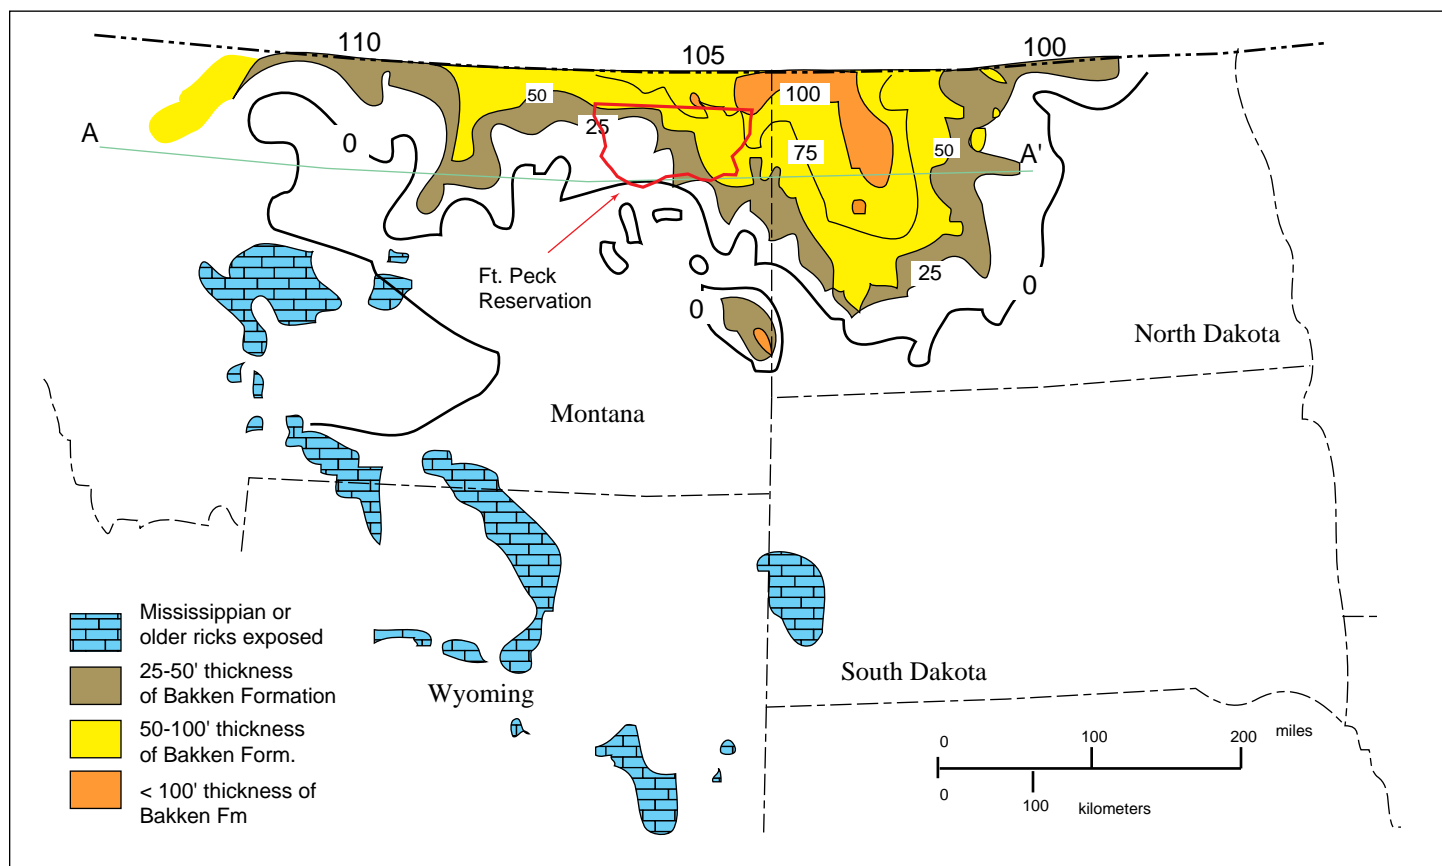 110
105
100
50
100
A
0
25
75
50
A'
Ft. Peck
Reservation
25
0
0
North Dakota
Montana
Mississippian or
older ricks exposed
25-50' thickness
of Bakken Formation
50-100' thickness
of Bakken Form.
< 100' thickness of
Bakken Fm
Wyoming
South Dakota
0
100
200
miles
0
100
kilometers